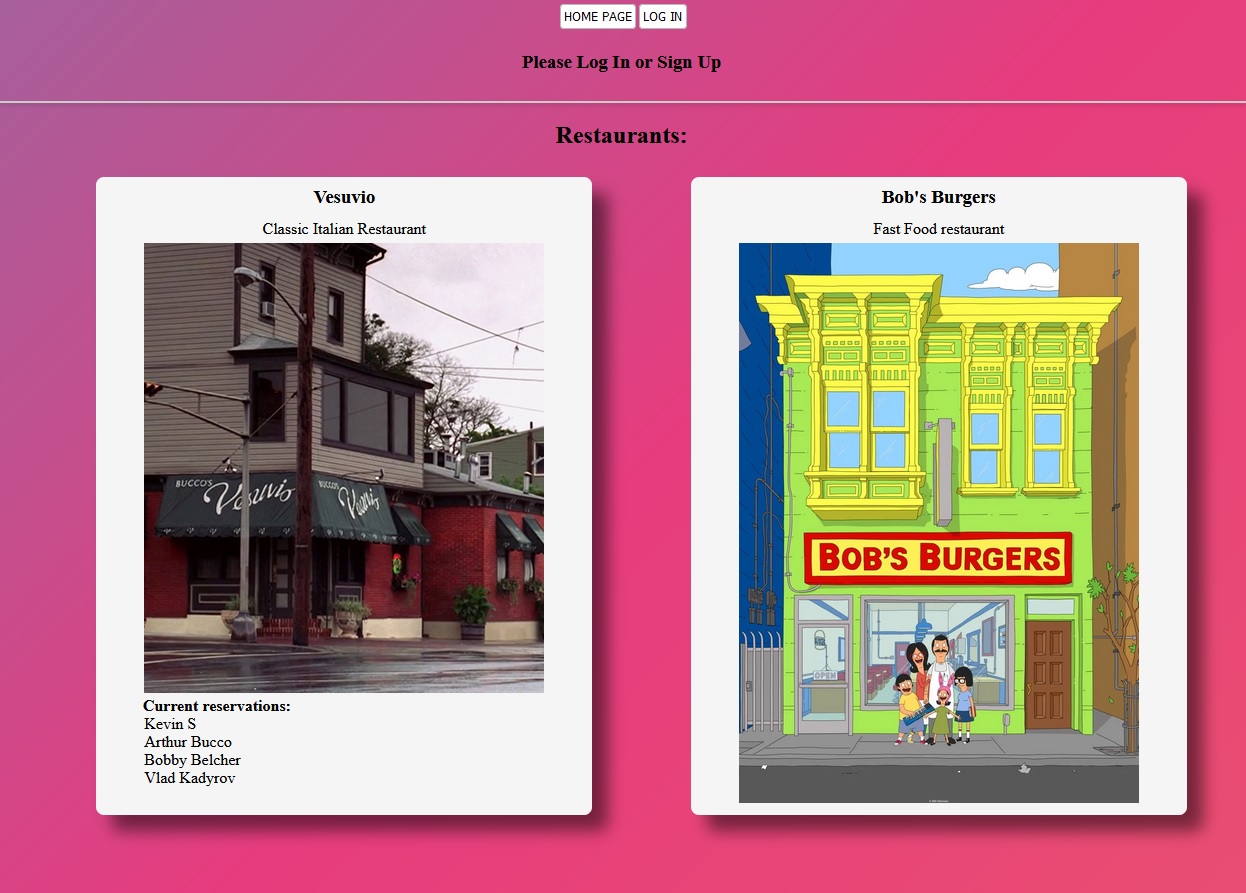 HOME PAGE LOG IN
Please Log In or Sign Up
Restaurants:
Vesuvio
Classic Italian Restaurant
BUCCO'S Vesuvio BUCCO'S Vesuvio
Current reservations:
Kevin S
Arthur Bucco
Bobby Belcher
Vlad Kadyrov
Bob's Burgers
Fast Food restaurant
BOB'S BURGERS
OPEN